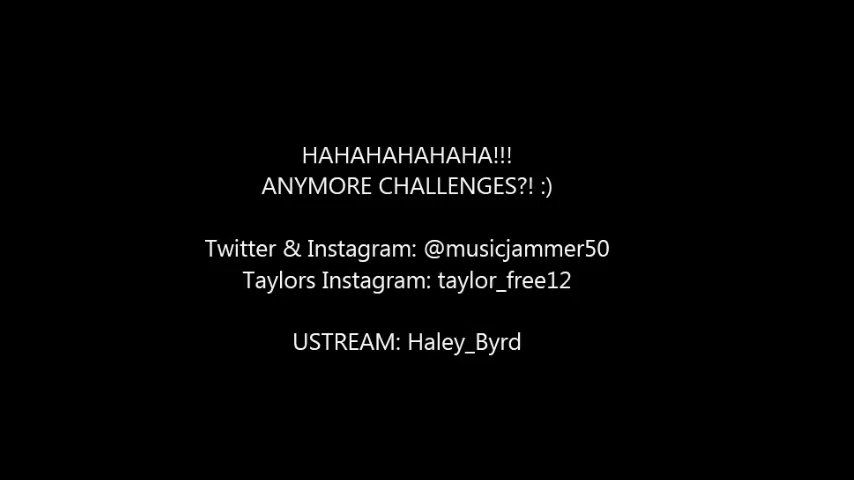 HAHAHAHAHAHA!!!
ANYMORE CHALLENGES?! :)
Twitter & Instagram: @musicjammer50
Taylors Instagram: taylor_free12
USTREAM: Haley_Byrd